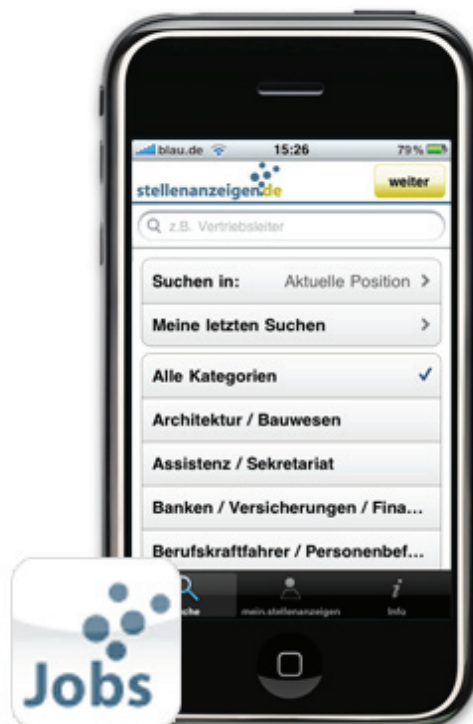 blau.de 15:26 79 %
stellenanzeigen.de weiter
z.B. Vertriebsleiter
Suchen in: Aktuelle Position
Meine letzten Suchen
Alle Kategorien
Architektur / Bauwesen
Assistenz / Sekretariat
Banken / Versicherungen / Fina...
Berufskraftfahrer / Personenbef...
che mein.stellenanzeigen Info
Jobs